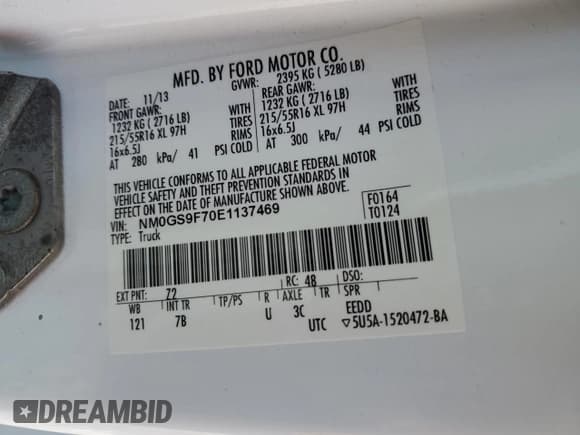 MFD. BY FORD MOTOR CO.
DATE: 11/13 GVWR: 2395 KG ( 5280 LB)
FRONT GAWR: REAR GAWR:
1232 KG ( 2716 LB) WITH 1232 KG ( 2716 LB) WITH
215/55R16 XL 97H TIRES 215/55R16 XL 97H TIRES
16x6.5J RIMS 16x6.5J RIMS
AT 280 kPa/ 41 PSI COLD AT 300 kPa/ 44 PSI COLD
THIS VEHICLE CONFORMS TO ALL APPLICABLE FEDERAL MOTOR
VEHICLE SAFETY AND THEFT PREVENTION STANDARDS IN
EFFECT ON THE DATE OF MANUFACTURE SHOWN ABOVE.
VIN: NM0GS9F70E1137469 F0164
TYPE: Truck T0124
EXT PNT: Z2 RC: 48 DSO:
WB INT TR TP/PS R AXLE TR SPR
121 7B U 3C EEDD
UTC ▽5U5A-1520472-BA
DREAMBID